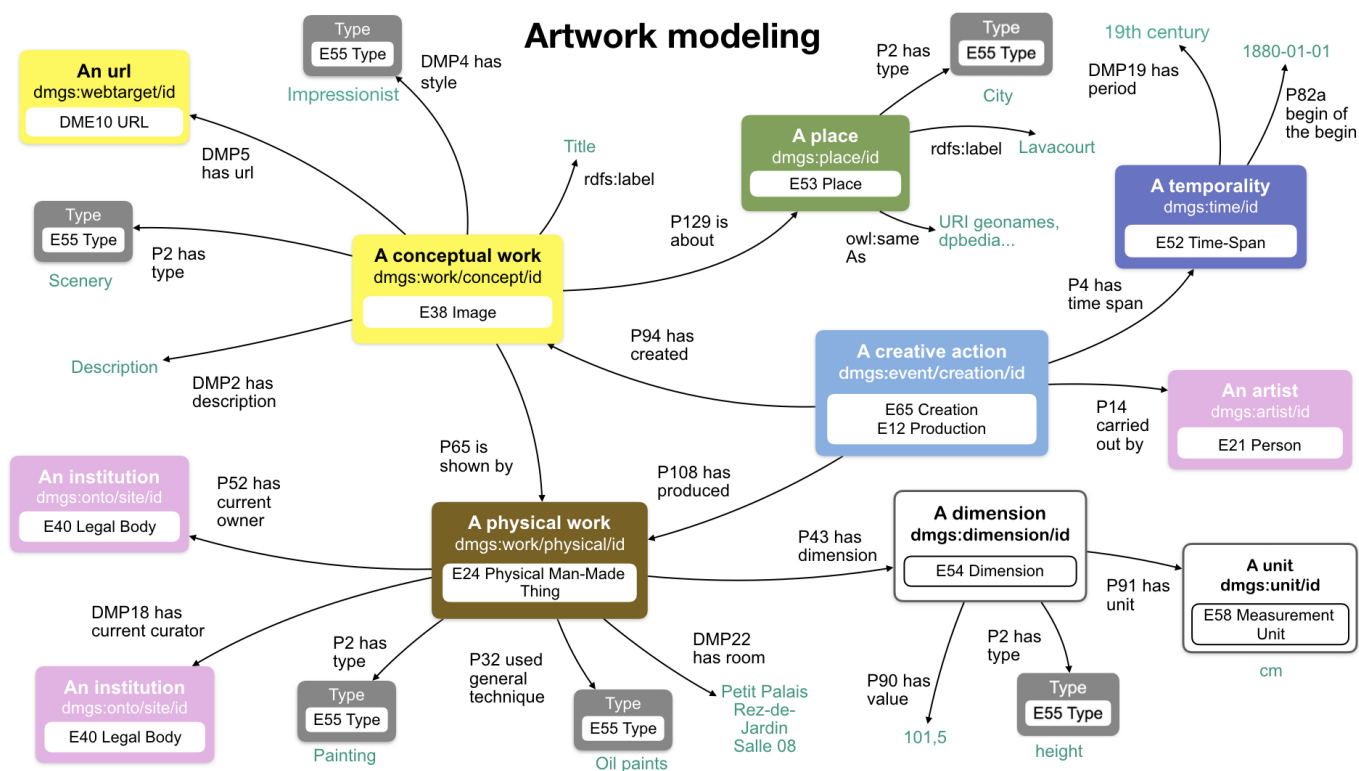 Artwork modeling
An url
dmgs:webtarget/id
DME10 URL
Type
E55 Type
Impressionist
DMP4 has
style
DMP5
has url
Title
rdfs:label
Type
E55 Type
Scenery
P2 has
type
A conceptual work
dmgs:work/concept/id
E38 Image
Description
DMP2 has
description
P129 is
about
A place
dmgs:place/id
E53 Place
P2 has
type
Type
E55 Type
City
rdfs:label
Lavacourt
owl:same
As
URI geonames,
dpbedia...
19th century
DMP19 has
period
1880-01-01
P82a
begin of
the begin
A temporality
dmgs:time/id
E52 Time-Span
P4 has
time span
P94 has
created
A creative action
dmgs:event/creation/id
E65 Creation
E12 Production
P14
carried
out by
An artist
dmgs:artist/id
E21 Person
P65 is
shown by
P108 has
produced
An institution
dmgs:onto/site/id
E40 Legal Body
P52 has
current
owner
A physical work
dmgs:work/physical/id
E24 Physical Man-Made
Thing
P43 has
dimension
A dimension
dmgs:dimension/id
E54 Dimension
P91 has
unit
A unit
dmgs:unit/id
E58 Measurement
Unit
cm
DMP18 has
current curator
An institution
dmgs:onto/site/id
E40 Legal Body
P2 has
type
Type
E55 Type
Painting
P32 used
general
technique
Type
E55 Type
Oil paints
DMP22
has room
Petit Palais
Rez-de-
Jardin
Salle 08
P90 has
value
101,5
P2 has
type
Type
E55 Type
height